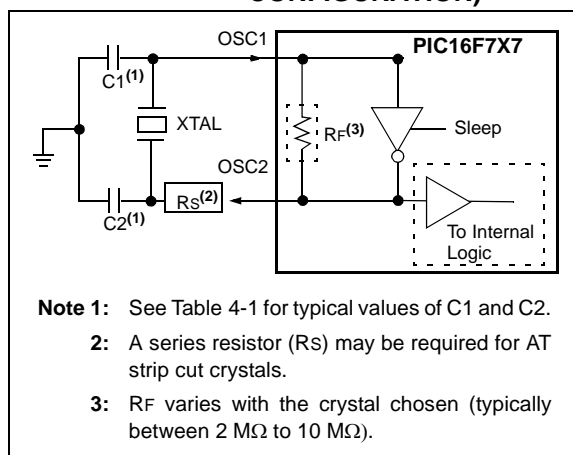 CONFIGURATION)
OSC1
PIC16F7X7
C1(1)
XTAL
RF(3)
Sleep
OSC2
RS(2)
C2(1)
To Internal
Logic
Note 1: See Table 4-1 for typical values of C1 and C2.
2: A series resistor (RS) may be required for AT
strip cut crystals.
3: RF varies with the crystal chosen (typically
between 2 MΩ to 10 MΩ).